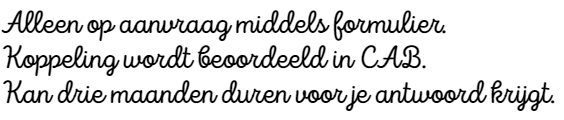 Alleen op aanvraag middels formulier.
Koppeling wordt beoordeeld in CAB.
Kan drie maanden duren voor je antwoord krijgt.